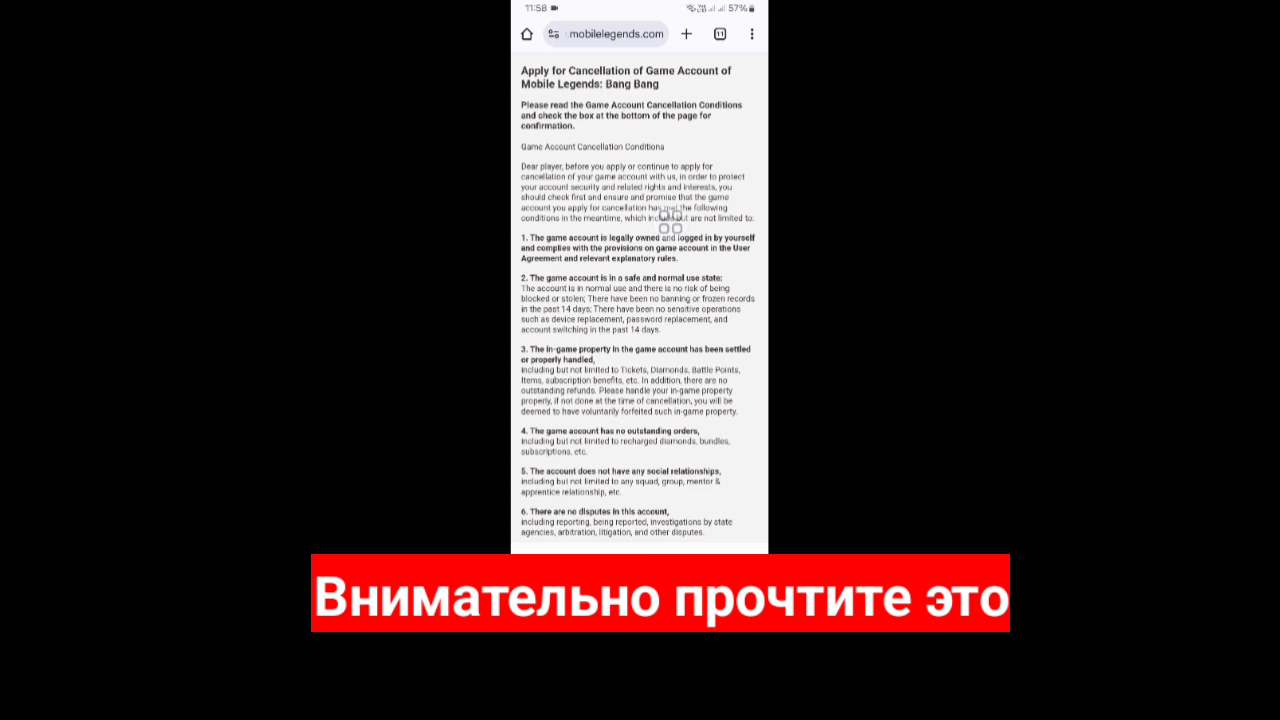 11:58
57%
mobilelegends.com
11
Apply for Cancellation of Game Account of
Mobile Legends: Bang Bang
Please read the Game Account Cancellation Conditions
and check the box at the bottom of the page for
confirmation.
Game Account Cancellation Conditions
Dear player, before you apply or continue to apply for
cancellation of your game account with us, in order to protect
your account security and related rights and interests, you
should check first and ensure and promise that the game
account you apply for cancellation has met the following
conditions in the meantime, which include but are not limited to:
1. The game account is legally owned and logged in by yourself
and complies with the provisions on game account in the User
Agreement and relevant explanatory rules.
2. The game account is in a safe and normal use state:
The account is in normal use and there is no risk of being
blocked or stolen; There have been no banning or frozen records
in the past 14 days; There have been no sensitive operations
such as device replacement, password replacement, and
account switching in the past 14 days.
3. The in-game property in the game account has been settled
or properly handled,
including but not limited to Tickets, Diamonds, Battle Points,
Items, subscription benefits, etc. In addition, there are no
outstanding refunds. Please handle your in-game property
properly, if not done at the time of cancellation, you will be
deemed to have voluntarily forfeited such in-game property.
4. The game account has no outstanding orders,
including but not limited to recharged diamonds, bundles,
subscriptions, etc.
5. The account does not have any social relationships,
including but not limited to any squad, group, mentor &
apprentice relationship, etc.
6. There are no disputes in this account,
including reporting, being reported, investigations by state
agencies, arbitration, litigation, and other disputes.
Внимательно прочтите это